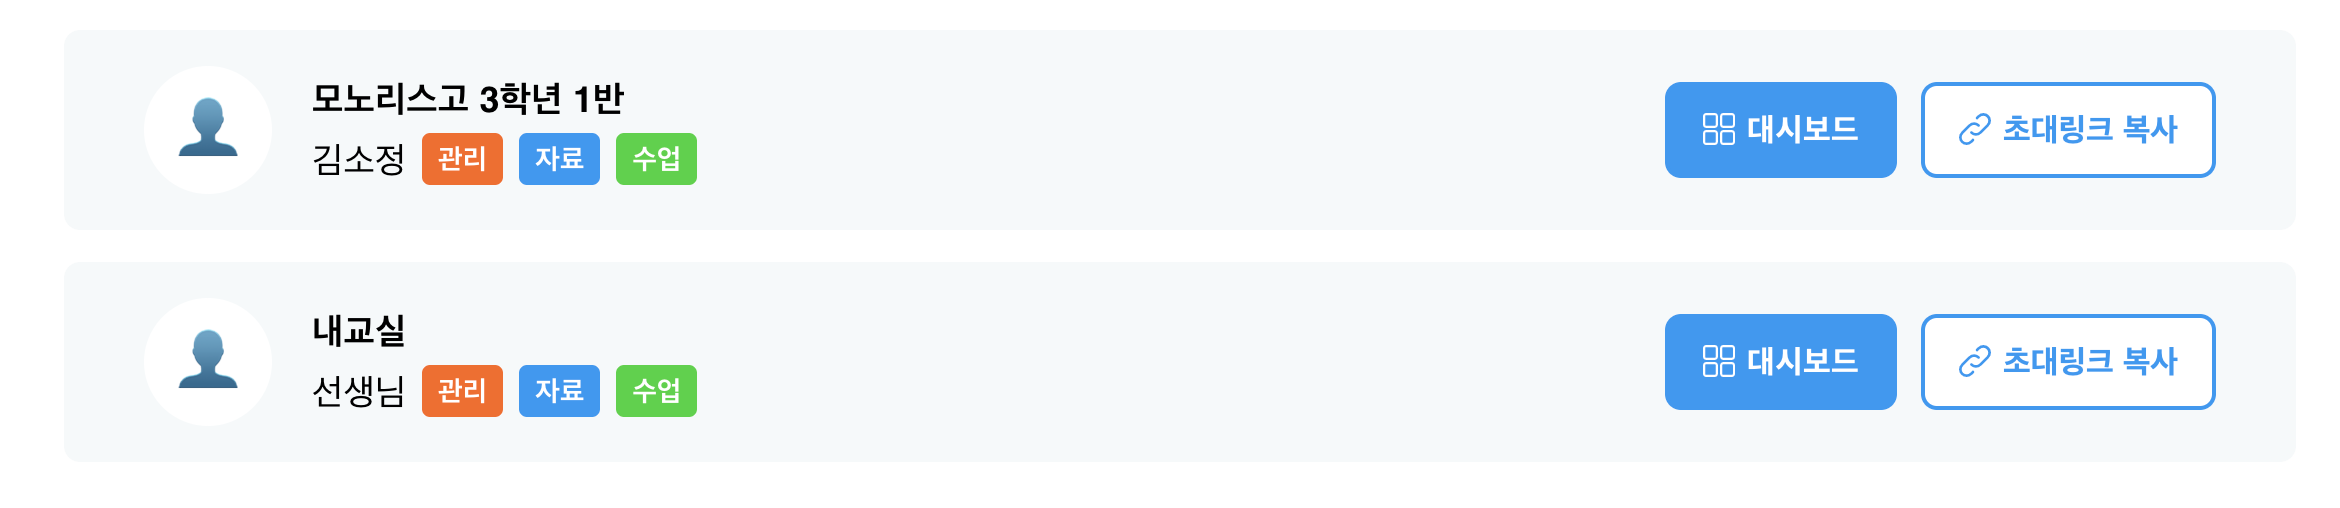 모노리스고 3학년 1반
김소정 관리 자료 수업
대시보드 초대링크 복사
내교실
선생님 관리 자료 수업
대시보드 초대링크 복사